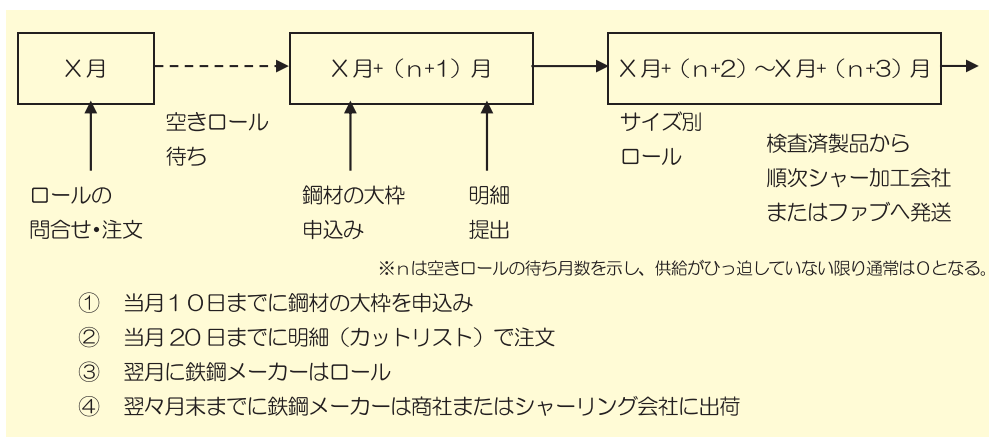 X月
X月+（n+1）月
X月+（n+2）～X月+（n+3）月
空きロール
待ち
サイズ別
ロール
検査済製品から
順次シャー加工会社
またはファブへ発送
ロールの
問合せ・注文
鋼材の大枠
申込み
明細
提出
※nは空きロールの待ち月数を示し、供給がひっ迫していない限り通常は0となる。
① 当月10日までに鋼材の大枠を申込み
② 当月20日までに明細（カットリスト）で注文
③ 翌月に鉄鋼メーカーはロール
④ 翌々月末までに鉄鋼メーカーは商社またはシャーリング会社に出荷